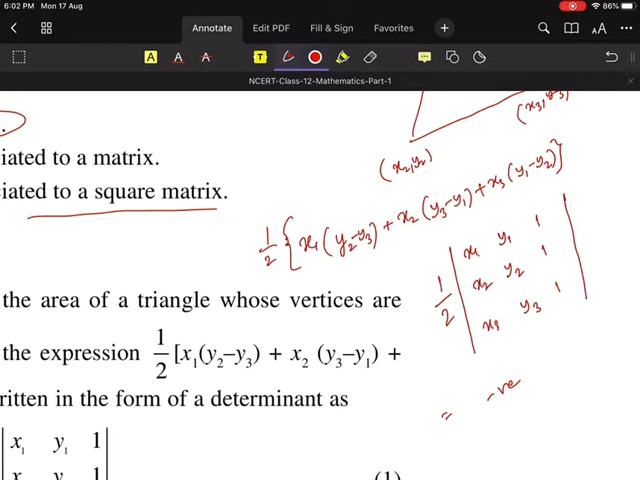 6:02 PM Mon 17 Aug
86%
Annotate Edit PDF Fill & Sign Favorites
A A A T
NCERT-Class-12-Mathematics-Part-1
(x3,y3)
(x2,y2)
iated to a matrix.
ciated to a square matrix.
1/2 { x1 (y2-y3) + x2 (y3-y1) + x3 (y1-y2) }
1/2 | x1 y1 1
x2 y2 1
x3 y3 1 |
the area of a triangle whose vertices are
the expression 1/2 [x1(y2–y3) + x2 (y3–y1) +
= -ve
ritten in the form of a determinant as
| x1 y1 1 |
x y 1
(1)